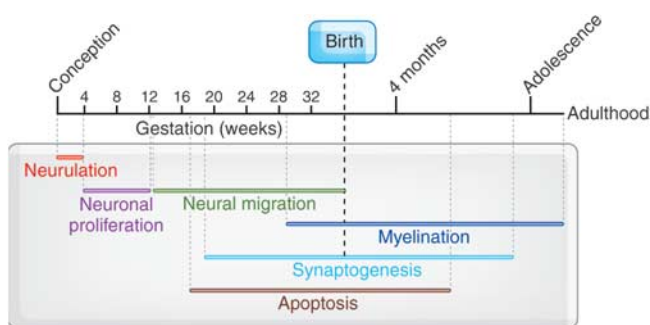 Birth
Conception
4 months
Adolescence
4 8 12 16 20 24 28 32
Adulthood
Gestation (weeks)
Neurulation
Neuronal
proliferation
Neural migration
Myelination
Synaptogenesis
Apoptosis